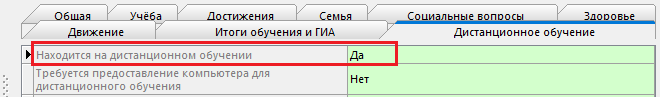 Общая Учёба Достижения Семья Социальные вопросы Здоровье
Движение Итоги обучения и ГИА Дистанционное обучение
Находится на дистанционном обучении Да
Требуется предоставление компьютера для
дистанционного обучения Нет